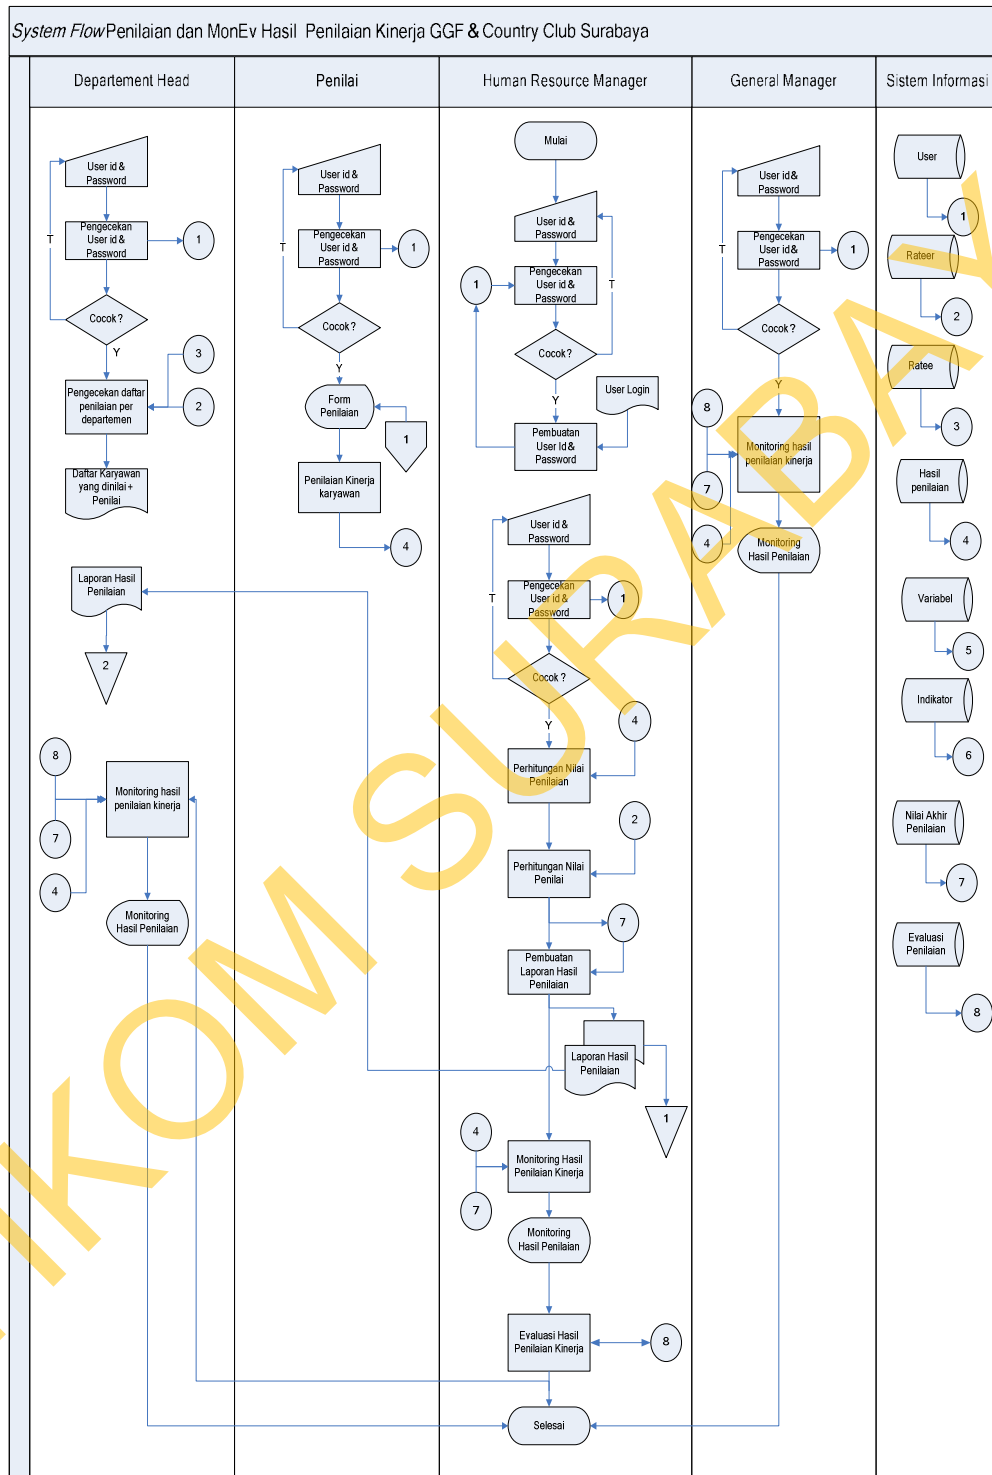 System Flow Penilaian dan MonEv Hasil Penilaian Kinerja GGF & Country Club Surabaya
Departement Head
Penilai
Human Resource Manager
General Manager
Sistem Informasi
User id &
Password
Pengecekan
User id &
Password
1
T
Cocok ?
Y
3
2
Pengecekan daftar
penilaian per
departemen
Daftar Karyawan
yang dinilai +
Penilai
Laporan Hasil
Penilaian
2
8
7
4
Monitoring hasil
penilaian kinerja
Monitoring
Hasil Penilaian
User id &
Password
Pengecekan
User id &
Password
1
T
Cocok ?
Y
Form
Penilaian
1
Penilaian Kinerja
karyawan
4
Mulai
User id &
Password
1
Pengecekan
User id &
Password
T
Cocok ?
Y
User Login
Pembuatan
User Id &
Password
User id &
Password
Pengecekan
User id &
Password
1
T
Cocok ?
Y
4
Perhitungan Nilai
Penilaian
2
Perhitungan Nilai
Penilai
7
Pembuatan
Laporan Hasil
Penilaian
Laporan Hasil
Penilaian
1
4
7
Monitoring Hasil
Penilaian Kinerja
Monitoring
Hasil Penilaian
Evaluasi Hasil
Penilaian Kinerja
8
Selesai
User id &
Password
Pengecekan
User id &
Password
1
T
Cocok ?
Y
8
7
4
Monitoring hasil
penilaian kinerja
Monitoring
Hasil Penilaian
User
1
Rateer
2
Ratee
3
Hasil
penilaian
4
Variabel
5
Indikator
6
Nilai Akhir
Penilaian
7
Evaluasi
Penilaian
8
IKOM SURABAY